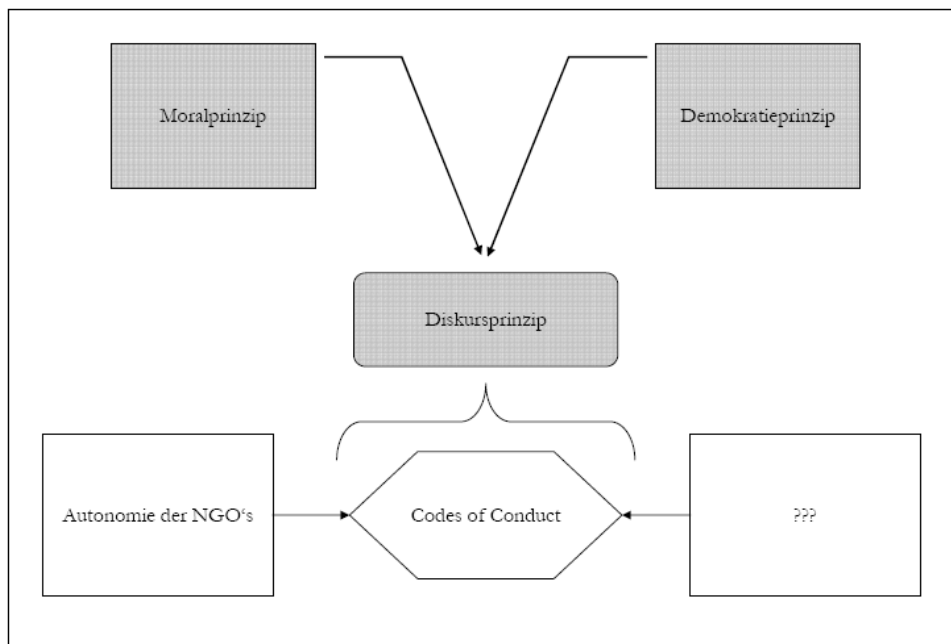 Moralprinzip
Demokratieprinzip
Diskursprinzip
Autonomie der NGO‘s
Codes of Conduct
???